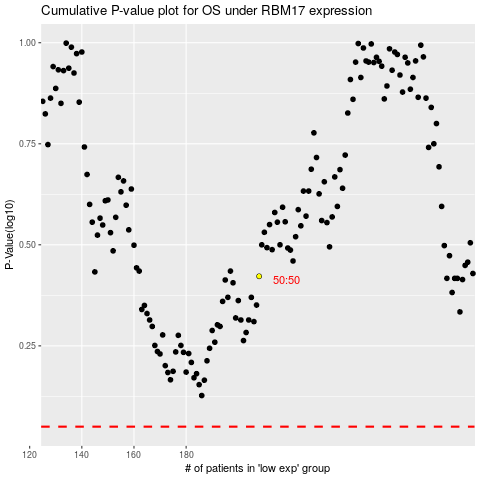 Cumulative P-value plot for OS under RBM17 expression
P-Value(log10)
1.00
0.75
0.50
0.25
50:50
120 140 160 180
# of patients in 'low exp' group